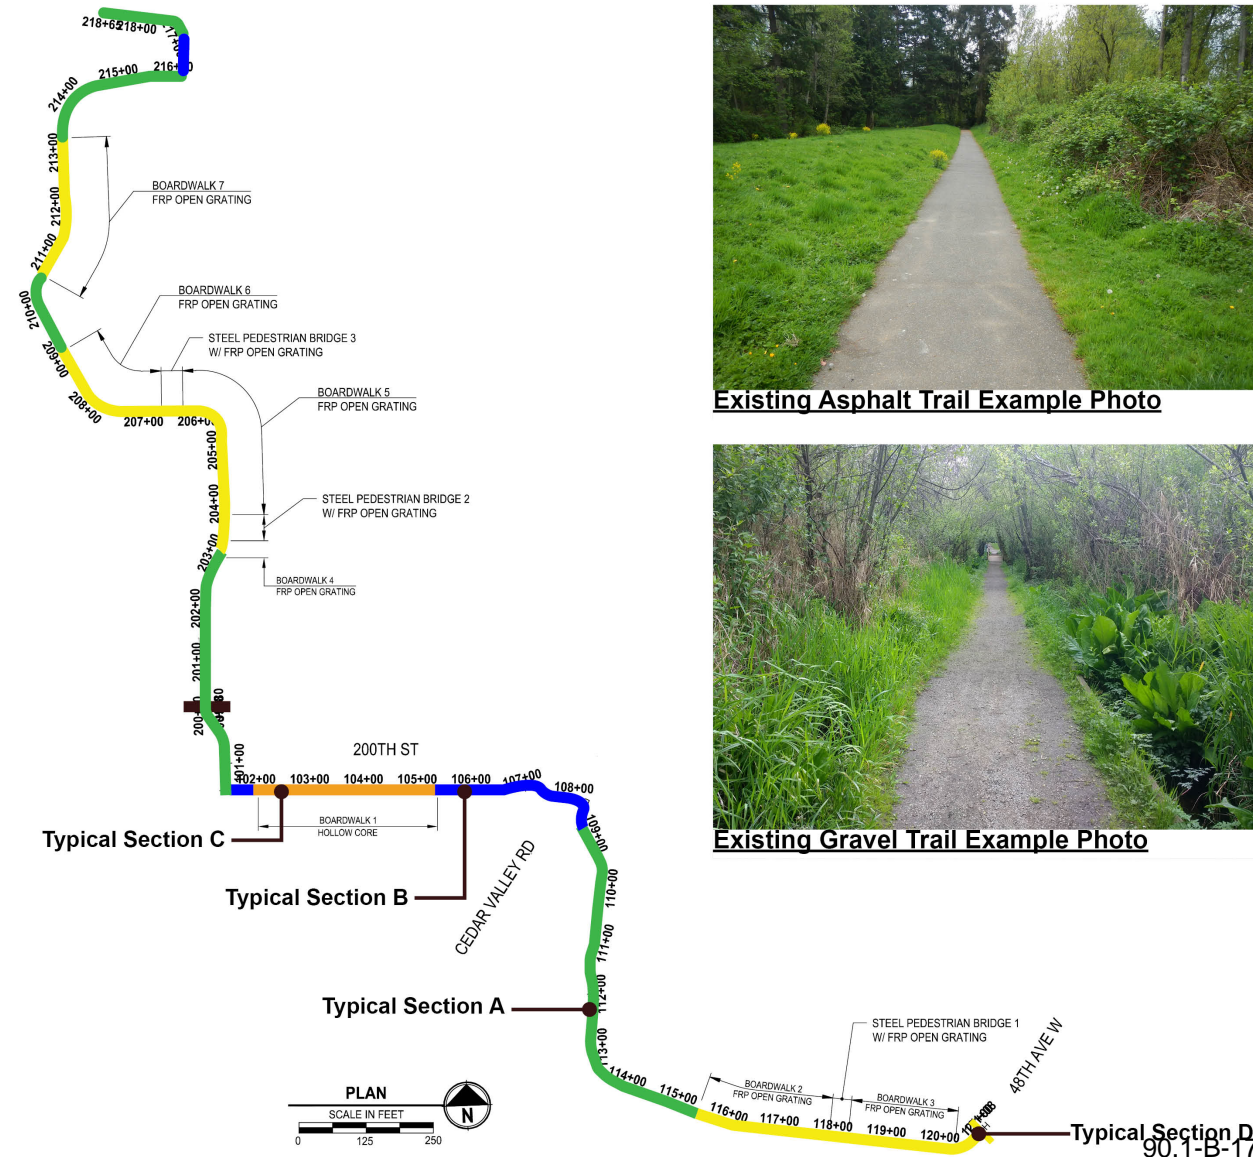 218+65
218+00
215+00
214+00
213+00
212+00
211+00
210+00
209+00
208+00
207+00
205+00
204+00
203+00
202+00
201+00
BOARDWALK 7
FRP OPEN GRATING
BOARDWALK 6
FRP OPEN GRATING
STEEL PEDESTRIAN BRIDGE 3
W/ FRP OPEN GRATING
BOARDWALK 5
FRP OPEN GRATING
STEEL PEDESTRIAN BRIDGE 2
W/ FRP OPEN GRATING
BOARDWALK 4
FRP OPEN GRATING
Existing Asphalt Trail Example Photo
Existing Gravel Trail Example Photo
200TH ST
101+00
102+00
103+00
104+00
105+00
106+00
107+00
108+00
109+00
110+00
111+00
112+00
113+00
114+00
115+00
116+00
117+00
118+00
119+00
120+00
BOARDWALK 1
HOLLOW CORE
Typical Section C
Typical Section B
CEDAR VALLEY RD
Typical Section A
STEEL PEDESTRIAN BRIDGE 1
W/ FRP OPEN GRATING
48TH AVE W
BOARDWALK 2
FRP OPEN GRATING
BOARDWALK 3
FRP OPEN GRATING
PLAN
SCALE IN FEET
0 125 250
N
Typical Section D
90.1-B-17